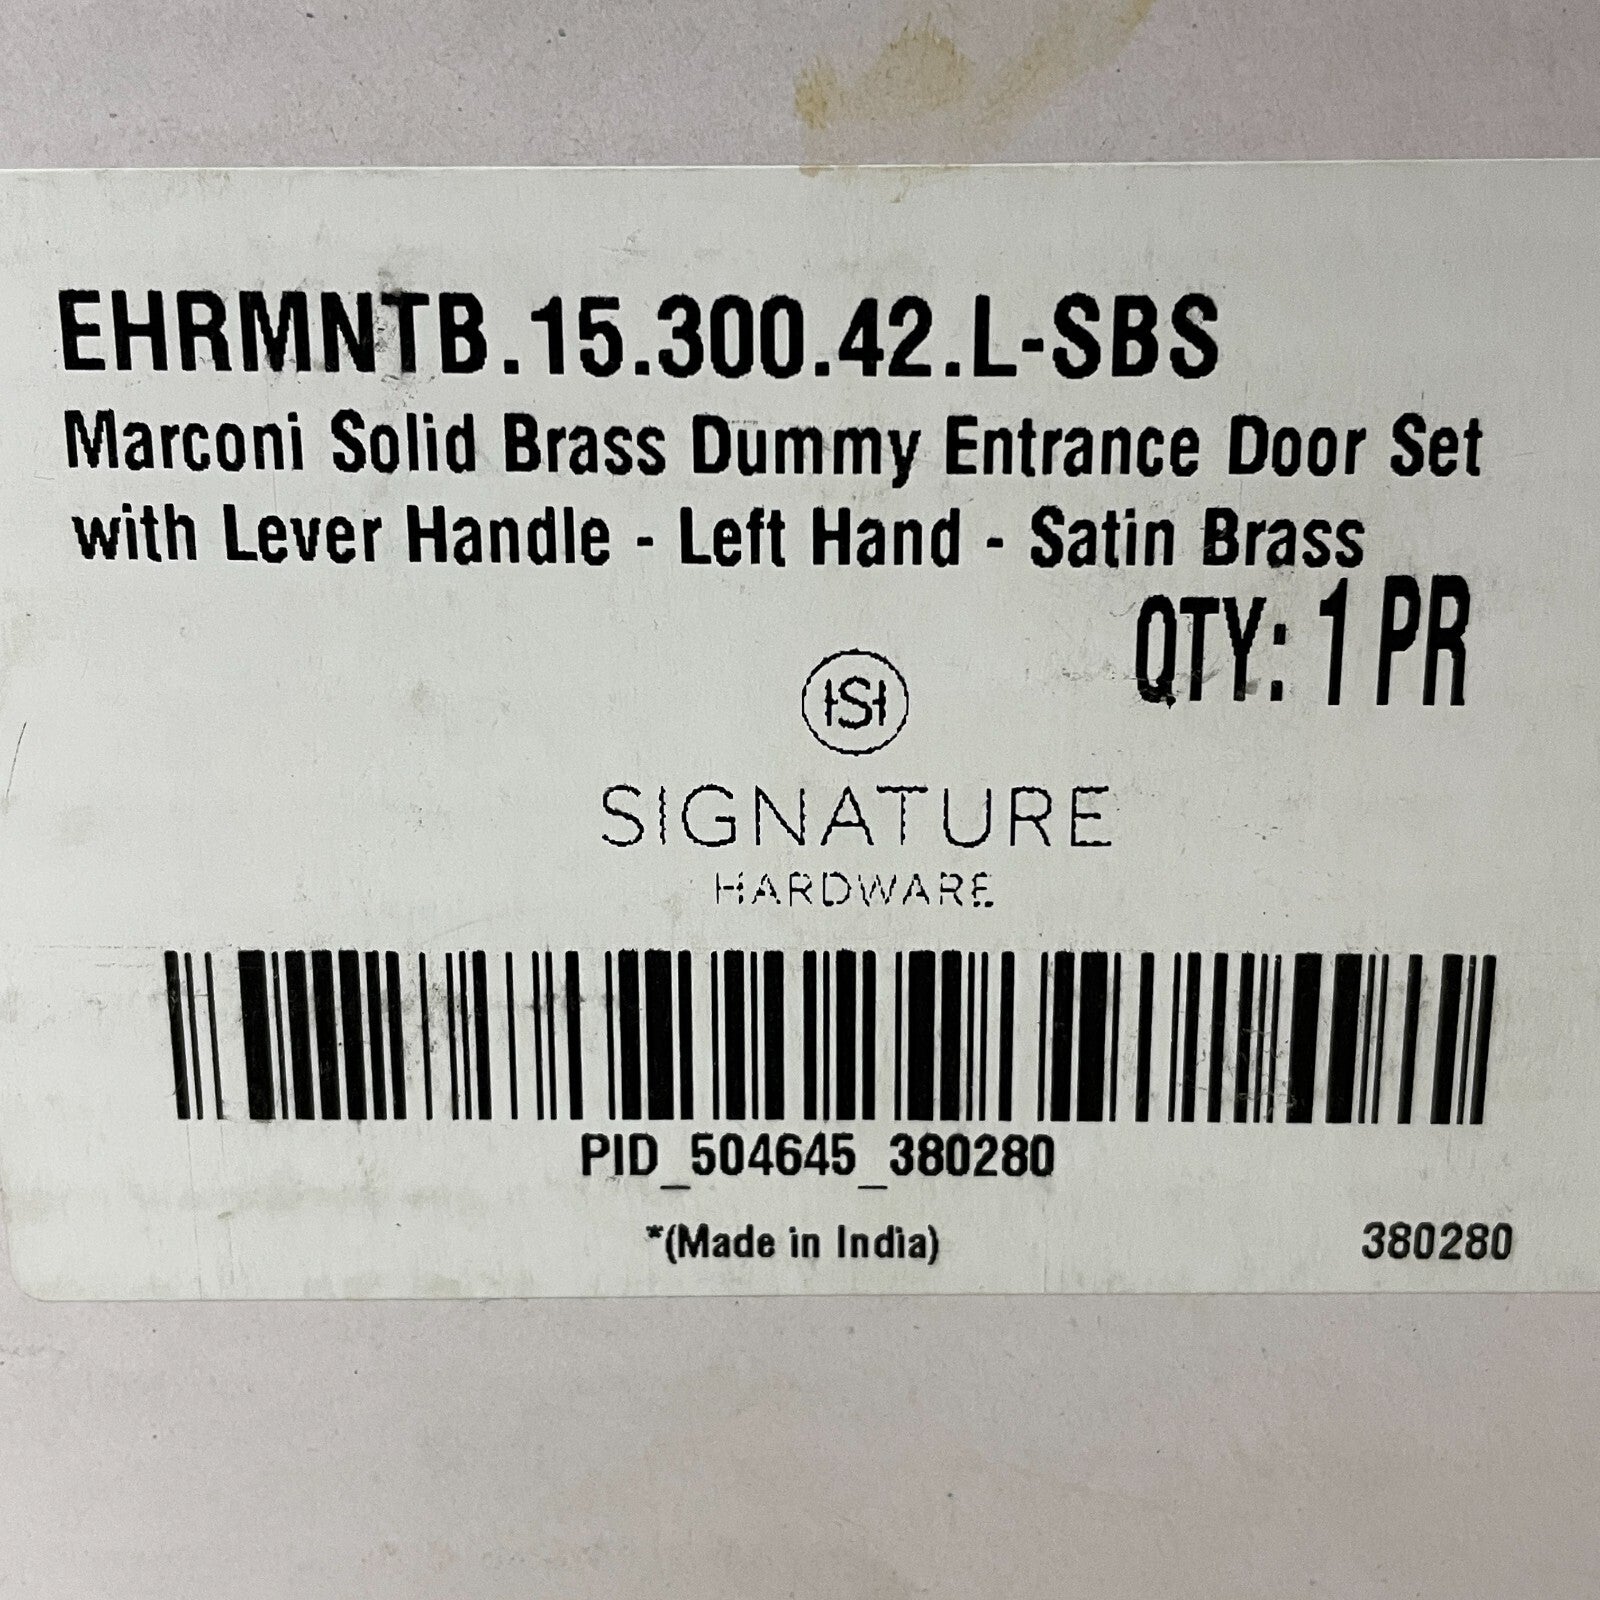 EHRMNTB.15.300.42.L-SBS
Marconi Solid Brass Dummy Entrance Door Set
with Lever Handle - Left Hand - Satin Brass
QTY: 1 PR
SH
SIGNATURE
HARDWARE
PID_504645_380280
*(Made in India)
380280